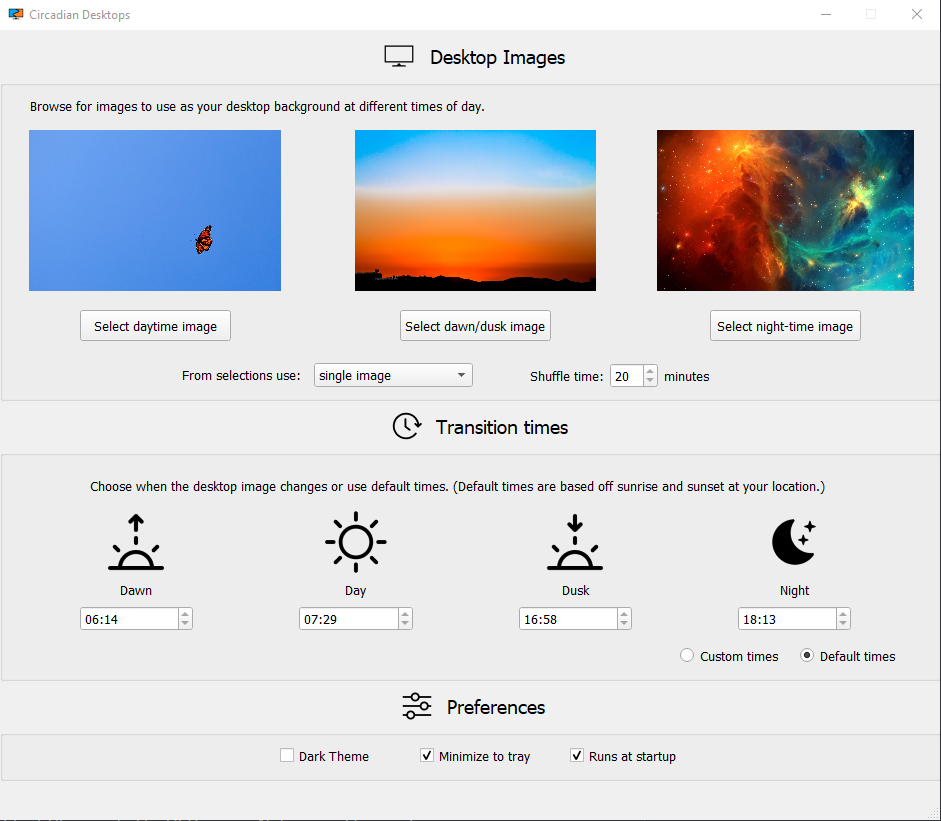 Circadian Desktops
Desktop Images
Browse for images to use as your desktop background at different times of day.
Select daytime image
Select dawn/dusk image
Select night-time image
From selections use: single image Shuffle time: 20 minutes
Transition times
Choose when the desktop image changes or use default times. (Default times are based off sunrise and sunset at your location.)
Dawn Day Dusk Night
06:14 07:29 16:58 18:13
Custom times Default times
Preferences
Dark Theme Minimize to tray Runs at startup